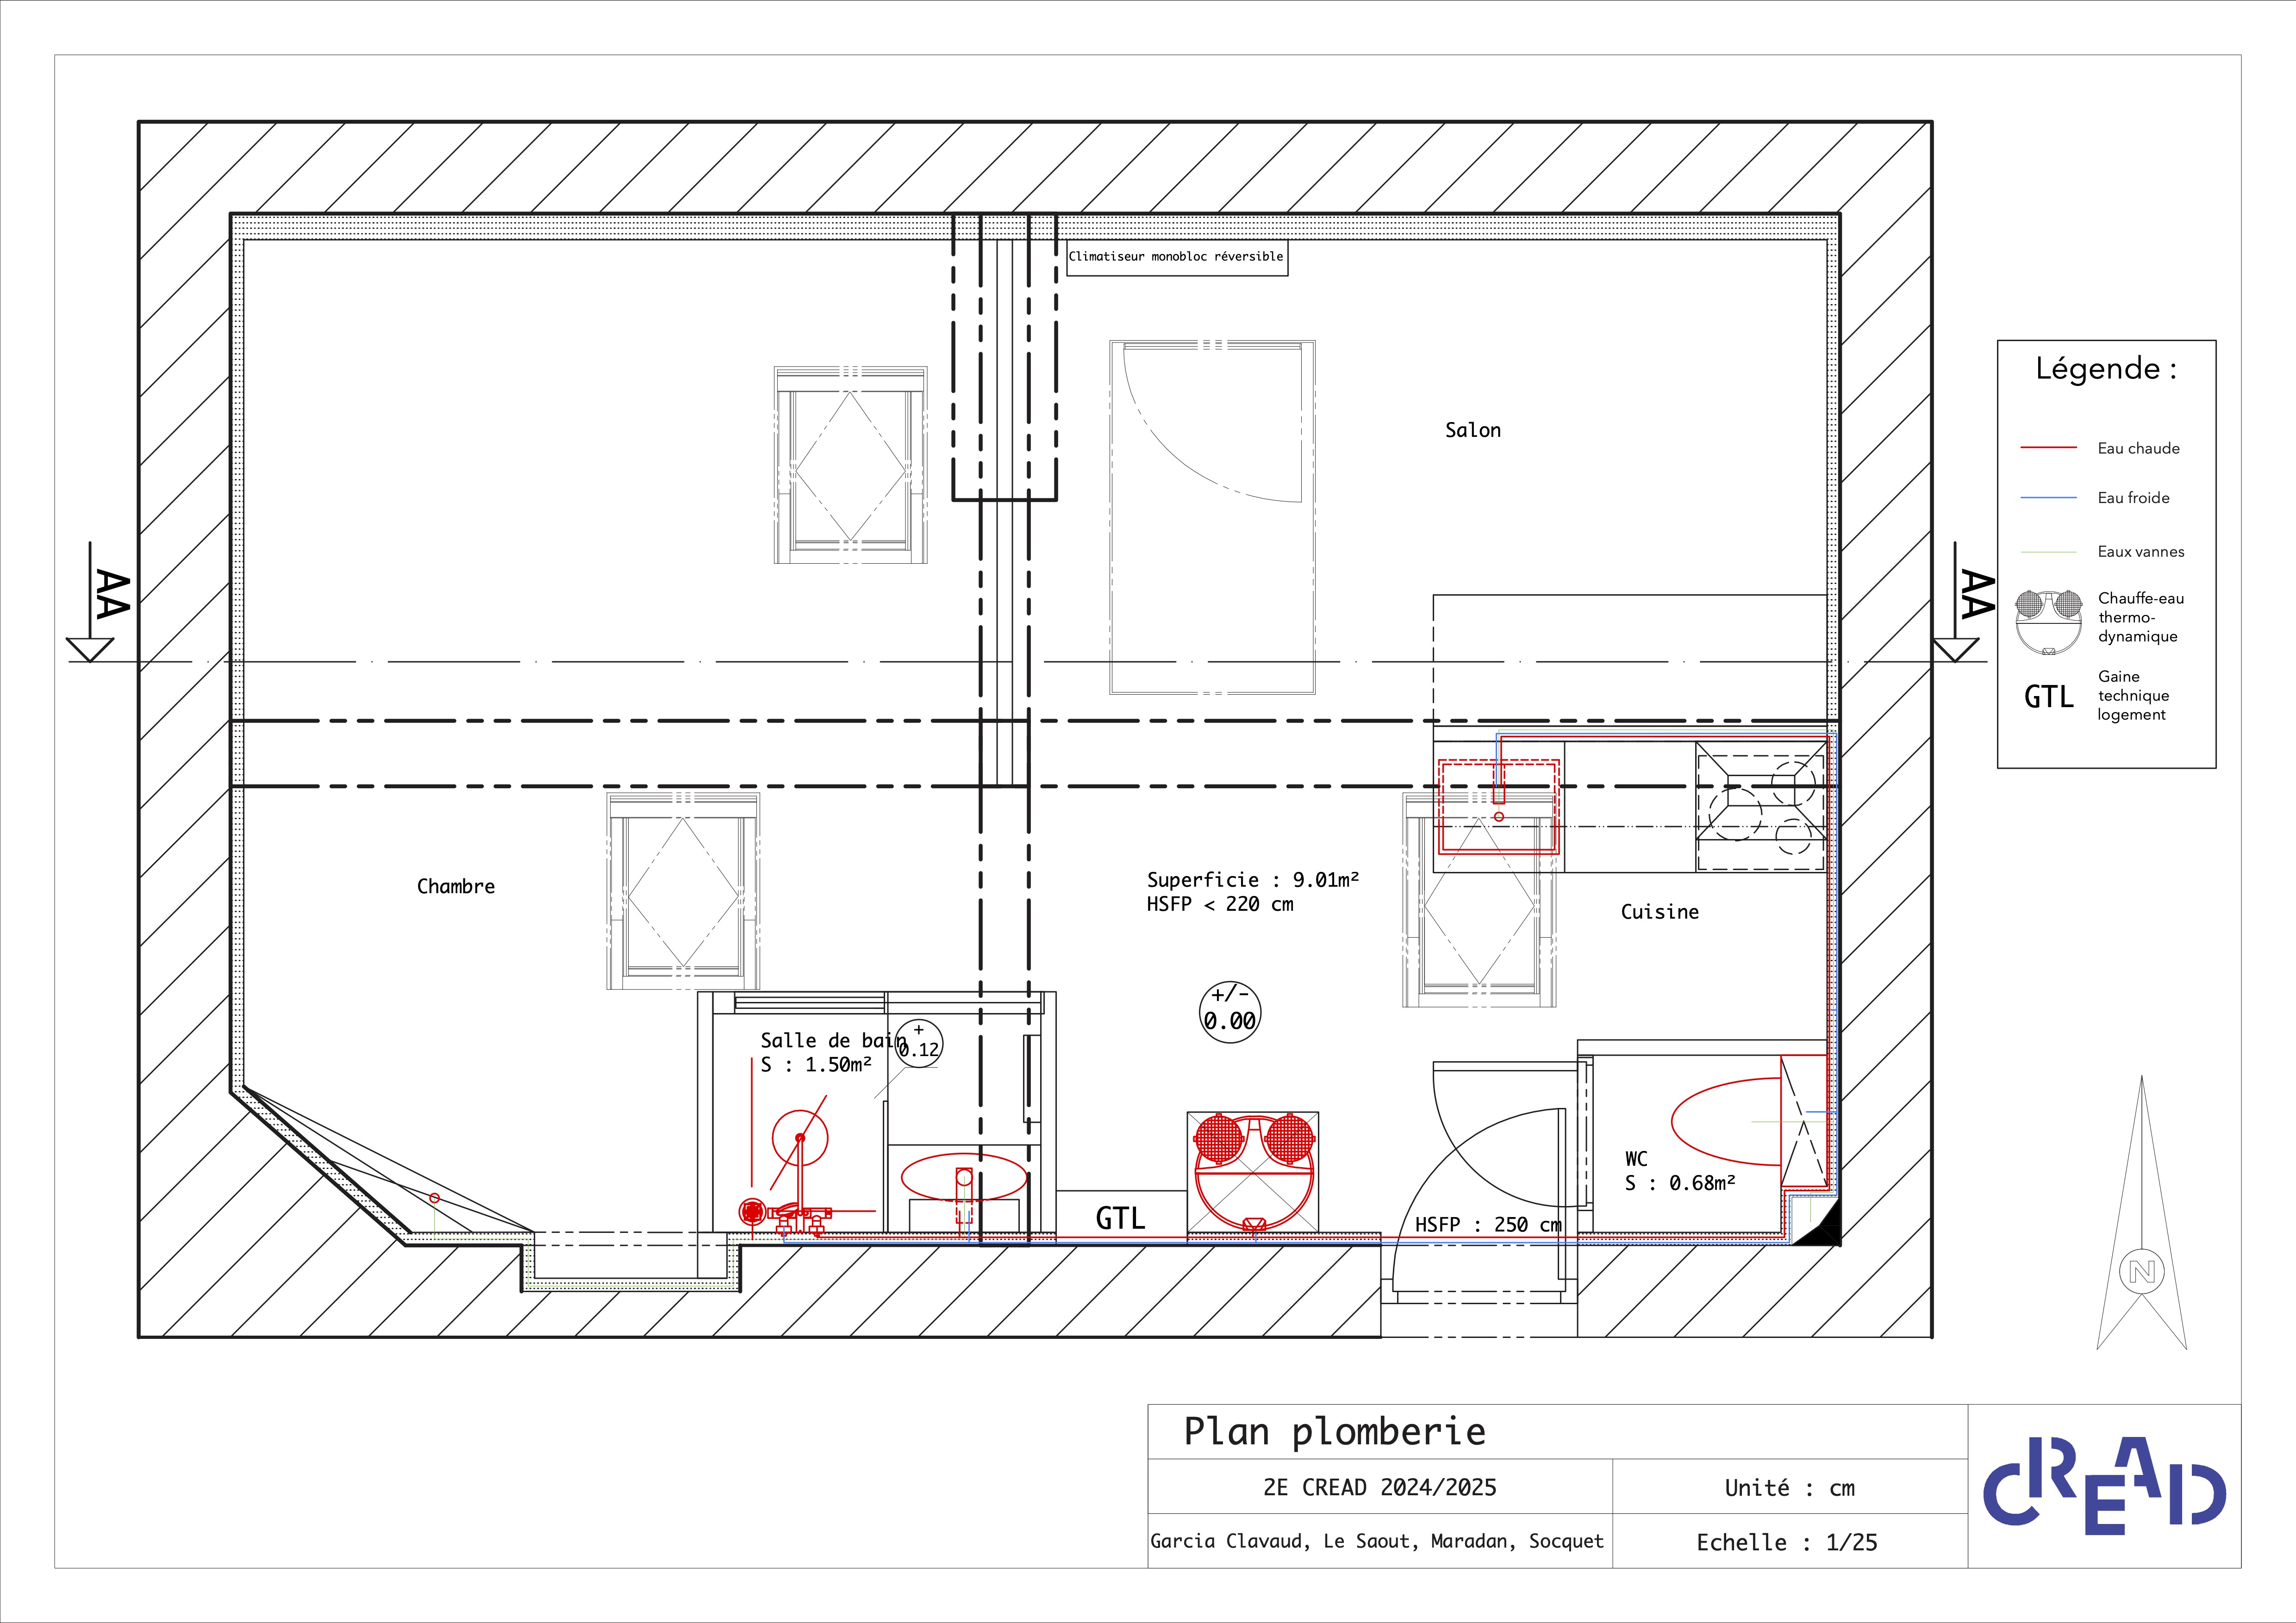 Climatiseur monobloc réversible
Salon
AA
AA
Légende :
Eau chaude
Eau froide
Eaux vannes
Chauffe-eau
thermo-
dynamique
GTL
Gaine
technique
logement
Chambre
Superficie : 9.01m²
HSFP < 220 cm
Cuisine
+/-
0.00
Salle de bain
S : 1.50m²
+
0.12
WC
S : 0.68m²
GTL
HSFP : 250 cm
N
Plan plomberie
2E CREAD 2024/2025
Unité : cm
Garcia Clavaud, Le Saout, Maradan, Socquet
Echelle : 1/25
CREAD